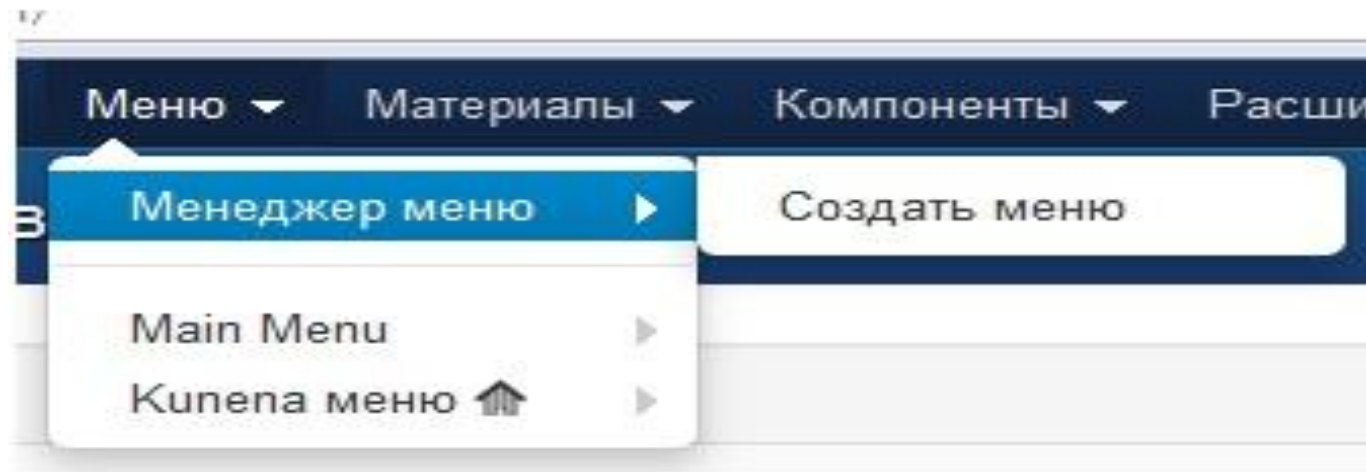 Меню Материалы Компоненты
Менеджер меню Создать меню
Main Menu
Kunena меню